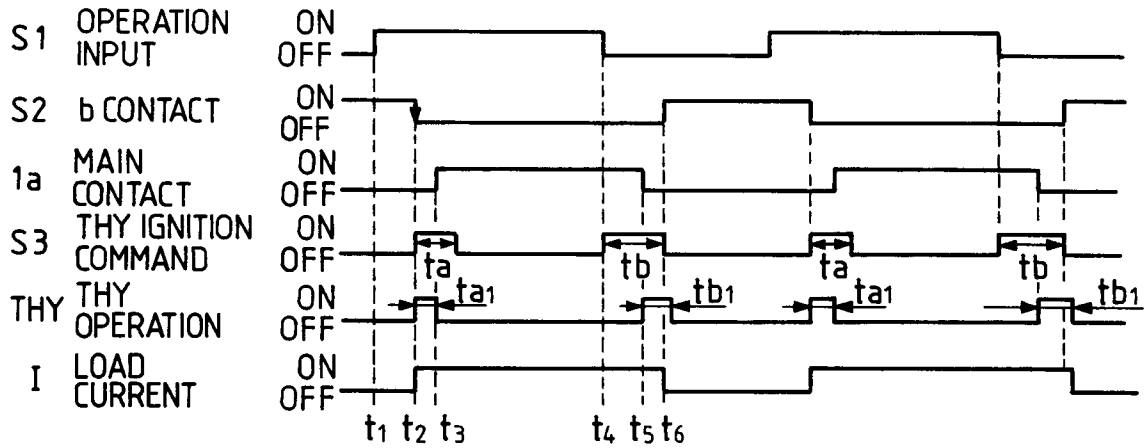 S1 OPERATION INPUT ON OFF
S2 b CONTACT ON OFF
1a MAIN CONTACT ON OFF
S3 THY IGNITION COMMAND ON OFF
ta tb ta tb
THY THY OPERATION ON OFF
ta1 tb1 ta1 tb1
I LOAD CURRENT ON OFF
t1 t2 t3 t4 t5 t6